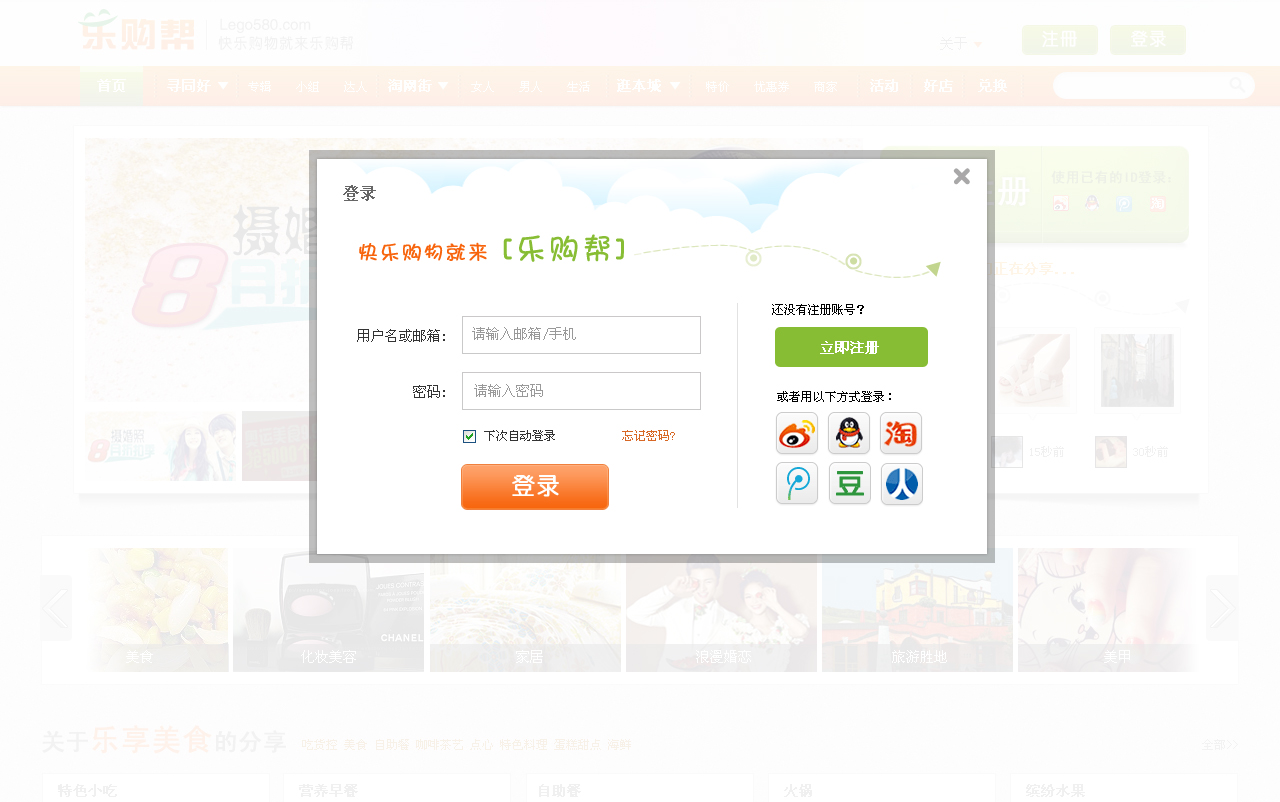 乐购帮 Lego580.com
快乐购物就来乐购帮
关于 注册 登录
首页 寻同好 专辑 小组 达人 淘网街 女人 男人 生活 逛本城 特价 优惠券 商家 活动 好店 兑换
登录
快乐购物就来 [乐购帮]
还没有注册账号?
用户名或邮箱: 请输入邮箱/手机
立即注册
密码: 请输入密码
或者用以下方式登录:
下次自动登录 忘记密码?
淘
豆
登录
摄婚
8月拍
册
使用已有的ID登录:
正在分享...
15秒前 30秒前
CHANEL
美食 化妆美容 家居 浪漫婚恋 旅游胜地 美甲
关于乐享美食的分享 吃货控 美食 自助餐 咖啡茶艺 点心 特色料理 蛋糕甜点 海鲜 全部>>
特色小吃 营养早餐 自助餐 火锅 缤纷水果